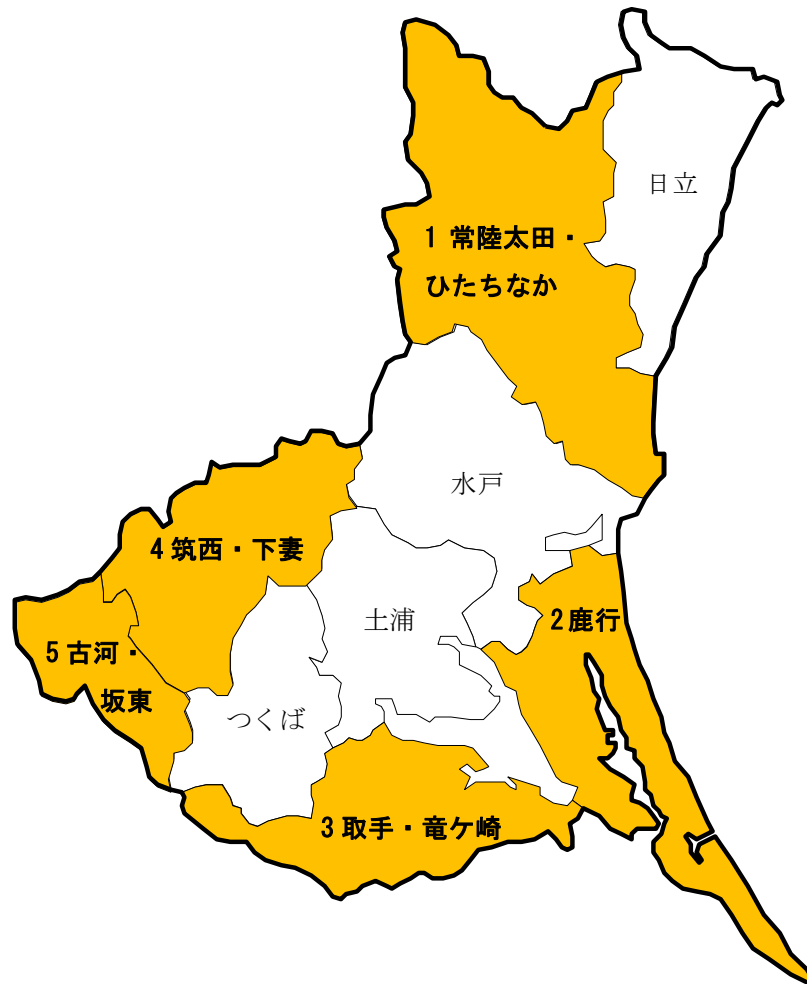 日立
1 常陸太田・
ひたちなか
水戸
4 筑西・下妻
土浦
2 鹿行
5 古河・
坂東
つくば
3 取手・竜ケ崎